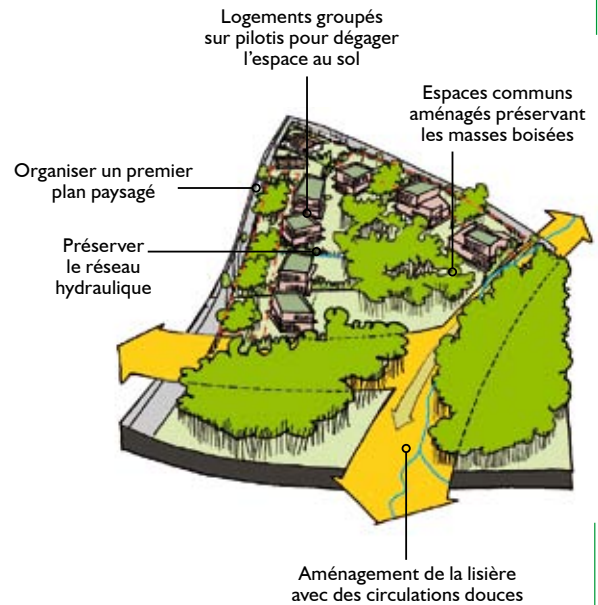 Logements groupés
sur pilotis pour dégager
l'espace au sol
Espaces communs
aménagés préservant
les masses boisées
Organiser un premier
plan paysagé
Préserver
le réseau
hydraulique
Aménagement de la lisière
avec des circulations douces